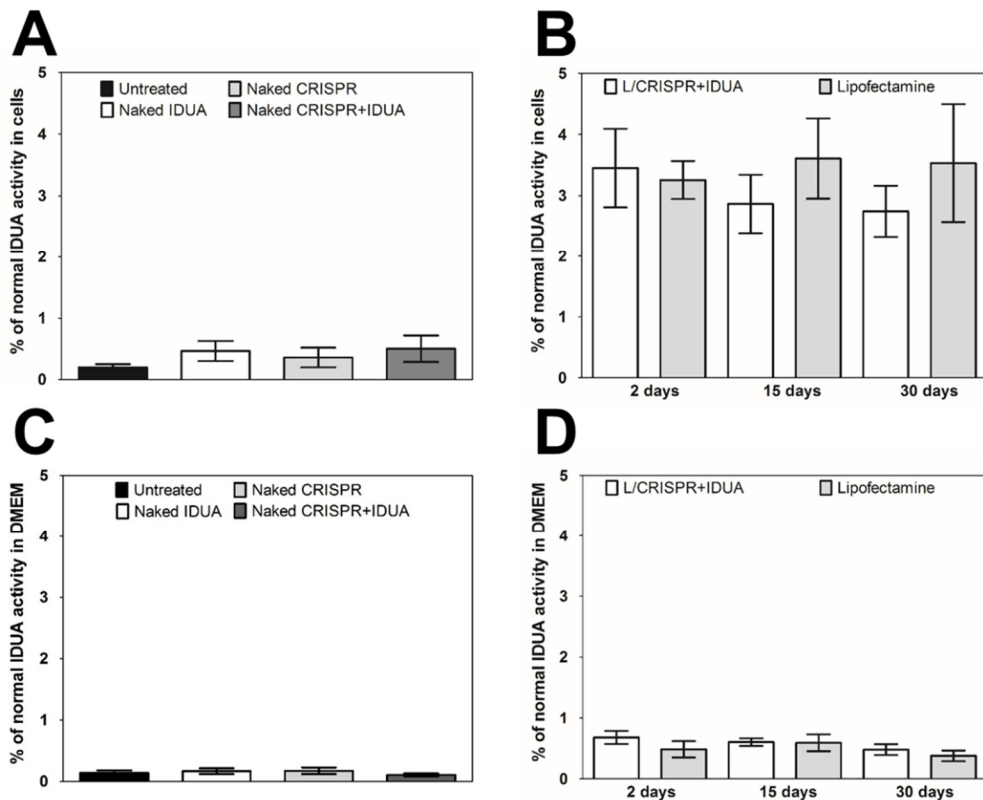 A
% of normal IDUA activity in cells
5
4
3
2
1
0
Untreated
Naked CRISPR
Naked IDUA
Naked CRISPR+IDUA
B
% of normal IDUA activity in cells
5
4
3
2
1
0
L/CRISPR+IDUA
Lipofectamine
2 days
15 days
30 days
C
% of normal IDUA activity in DMEM
5
4
3
2
1
0
Untreated
Naked CRISPR
Naked IDUA
Naked CRISPR+IDUA
D
% of normal IDUA activity in DMEM
5
4
3
2
1
0
L/CRISPR+IDUA
Lipofectamine
2 days
15 days
30 days